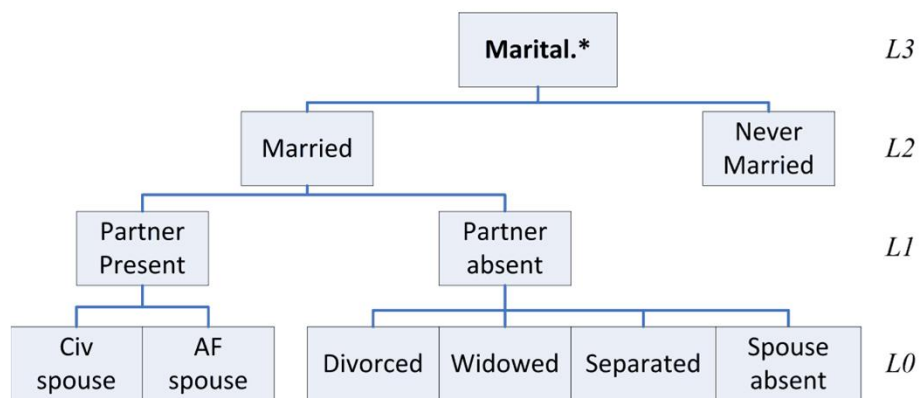 Marital.*
L3
Married
Never
Married
L2
Partner
Present
Partner
absent
L1
Civ
spouse
AF
spouse
Divorced
Widowed
Separated
Spouse
absent
L0